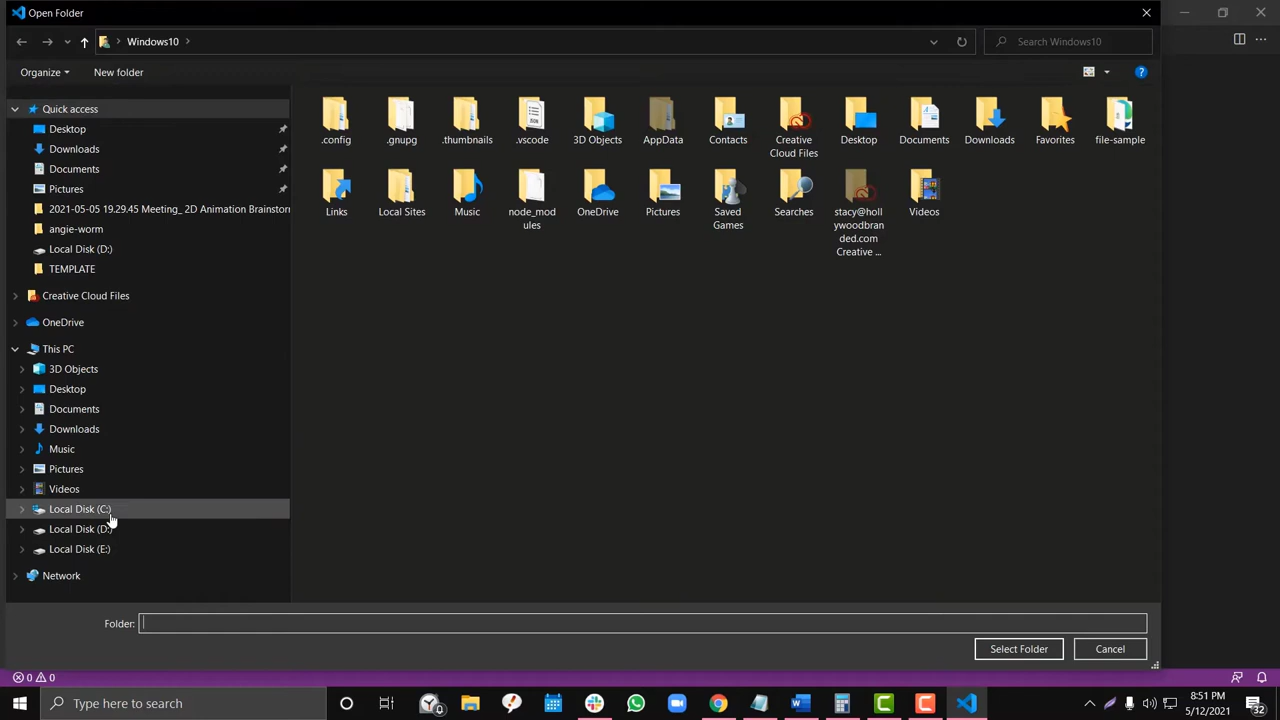 Open Folder
Windows10
Search Windows10
Organize
New folder
Quick access
Desktop
Downloads
Documents
Pictures
2021-05-05 19.29.45 Meeting_ 2D Animation Brainstorm
angie-worm
Local Disk (D:)
TEMPLATE
Creative Cloud Files
OneDrive
This PC
3D Objects
Desktop
Documents
Downloads
Music
Pictures
Videos
Local Disk (C:)
Local Disk (D:)
Local Disk (E:)
Network
.config
.gnupg
.thumbnails
.vscode
3D Objects
AppData
Contacts
Creative
Cloud Files
Desktop
Documents
Downloads
Favorites
file-sample
Links
Local Sites
Music
node_mod
ules
OneDrive
Pictures
Saved
Games
Searches
stacy@holl
ywoodbran
ded.com
Creative ...
Videos
Folder:
Select Folder
Cancel
0 0
Type here to search
8:51 PM
5/12/2021
32